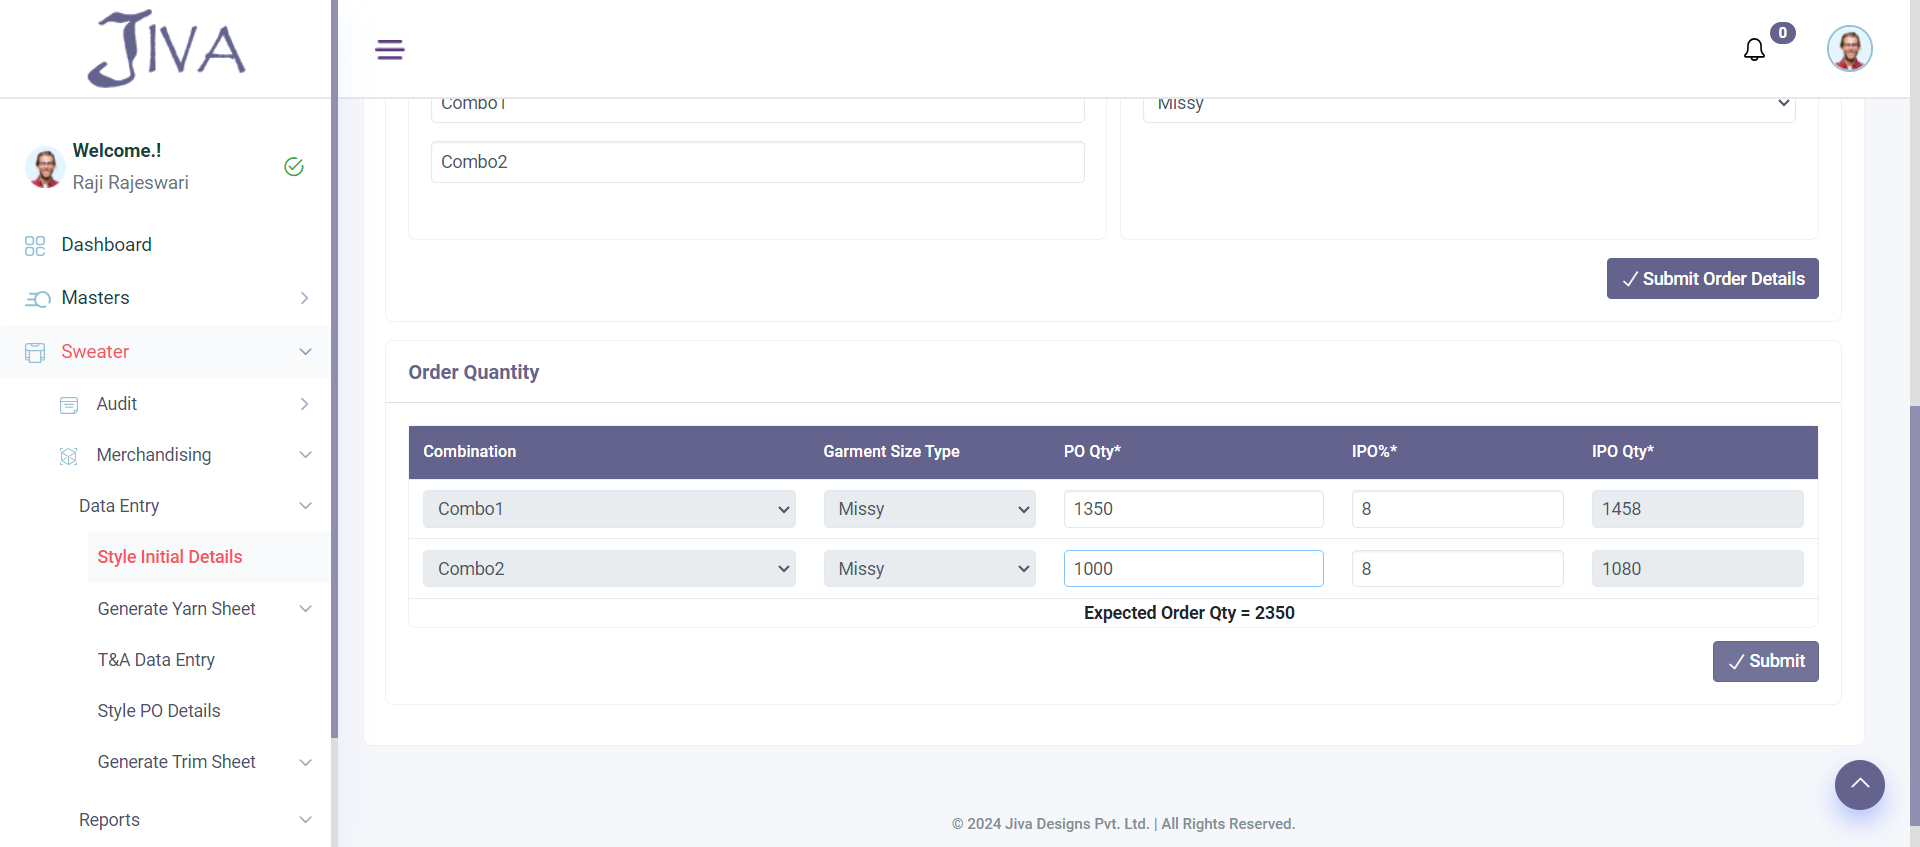 JIVA
0
Welcome.!
Raji Rajeswari
Dashboard
Masters
Sweater
Audit
Merchandising
Data Entry
Style Initial Details
Generate Yarn Sheet
T&A Data Entry
Style PO Details
Generate Trim Sheet
Reports
Combo1
Missy
Combo2
Submit Order Details
Order Quantity
Combination Garment Size Type PO Qty* IPO%* IPO Qty*
Combo1 Missy 1350 8 1458
Combo2 Missy 1000 8 1080
Expected Order Qty = 2350
Submit
© 2024 Jiva Designs Pvt. Ltd. | All Rights Reserved.